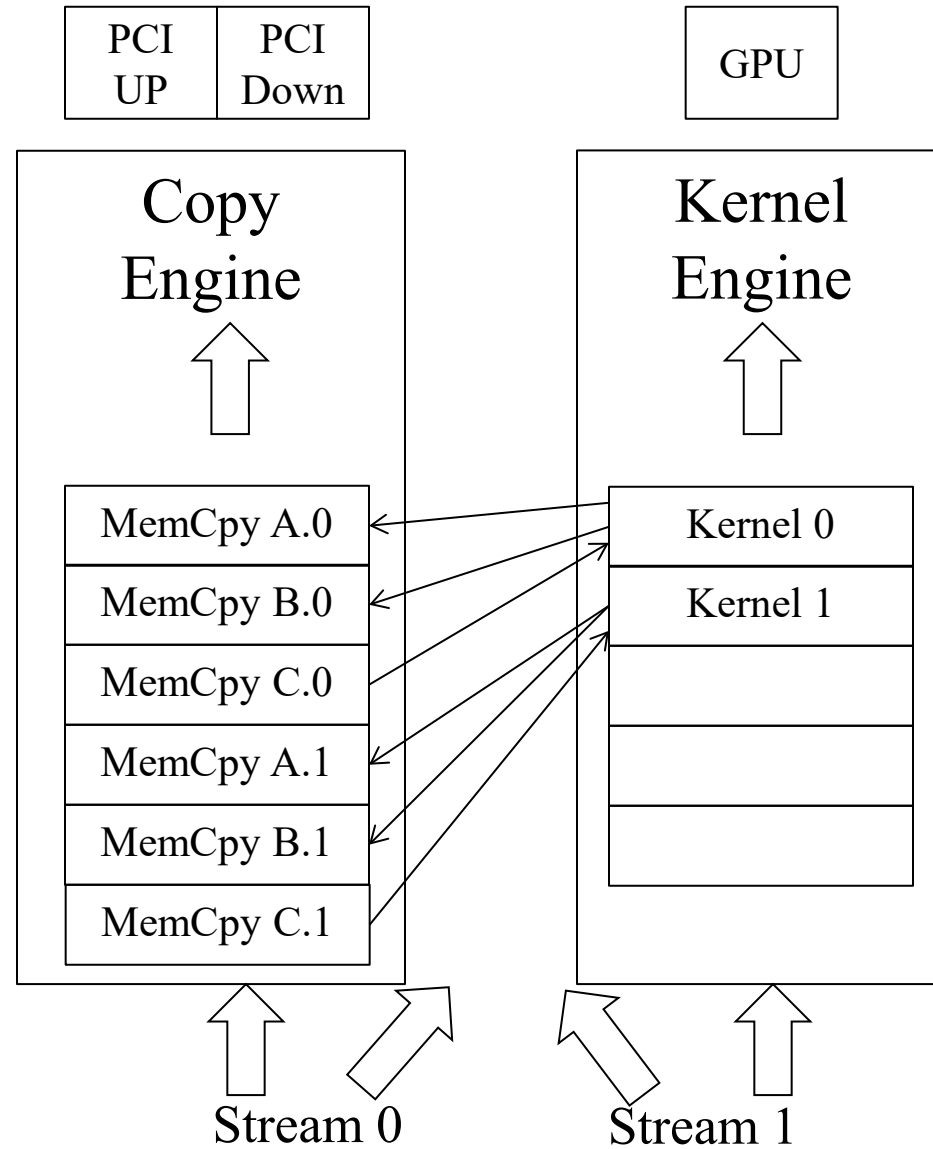 PCI
UP
PCI
Down
GPU
Copy
Engine
Kernel
Engine
MemCpy A.0
MemCpy B.0
MemCpy C.0
MemCpy A.1
MemCpy B.1
MemCpy C.1
Kernel 0
Kernel 1
Stream 0
Stream 1